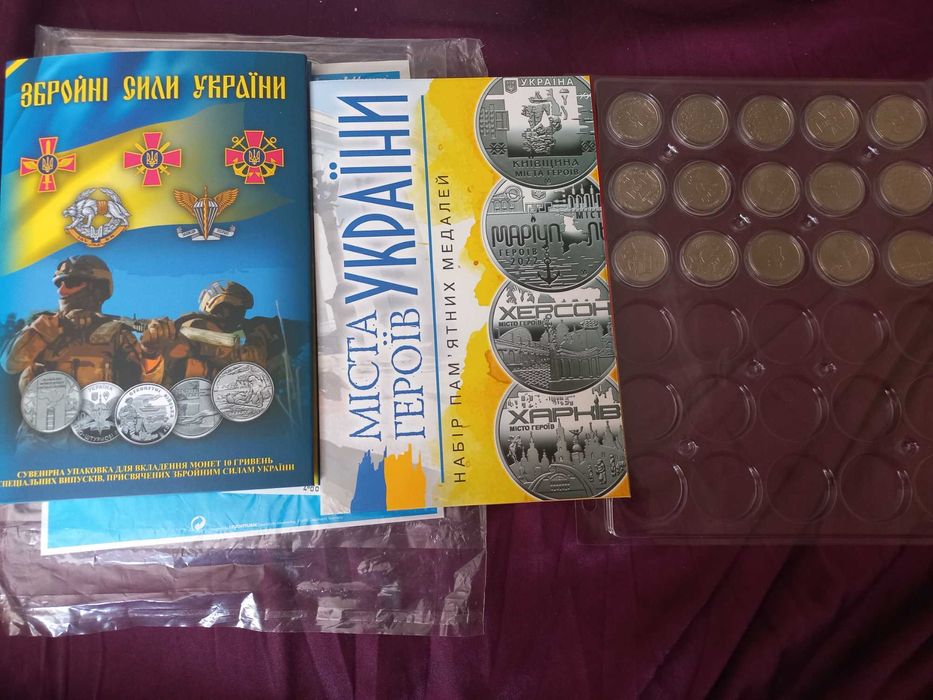 ЗБРОЙНІ СИЛИ УКРАЇНИ
СУВЕНІРНА УПАКОВКА ДЛЯ ВКЛАДЕННЯ МОНЕТ 10 ГРИВЕНЬ
СПЕЦІАЛЬНИХ ВИПУСКІВ, ПРИСВЯЧЕНИХ ЗБРОЙНИМ СИЛАМ УКРАЇНИ
МІСТА
ГЕРОЇВ
УКРАЇНИ
НАБІР ПАМ'ЯТНИХ МЕДАЛЕЙ
УКРАЇНА
КИЇВЩИНА
МІСТА ГЕРОЇВ
МІСТО
МАРІУПОЛЬ
ГЕРОЇВ
2022
ХЕРСОН
МІСТО ГЕРОЇВ
ХАРКІВ
МІСТО ГЕРОЇВ